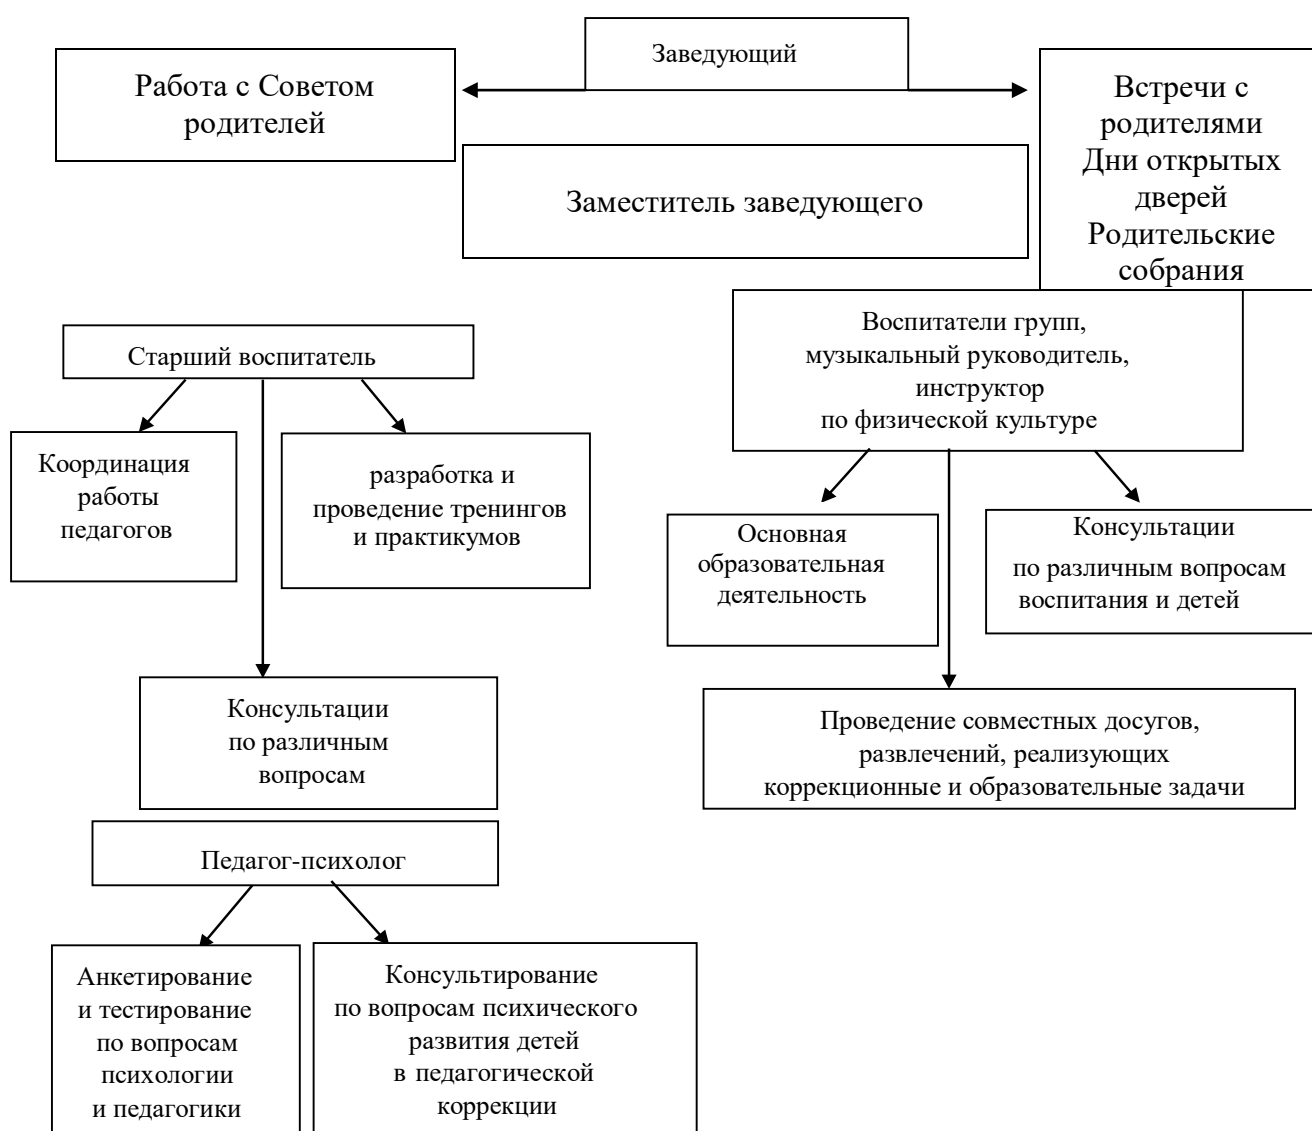 Заведующий
Работа с Советом
родителей
Встречи с
родителями
Дни открытых
дверей
Родительские
собрания
Заместитель заведующего
Старший воспитатель
Воспитатели групп,
музыкальный руководитель,
инструктор
по физической культуре
Координация
работы
педагогов
разработка и
проведение тренингов
и практикумов
Основная
образовательная
деятельность
Консультации
по различным вопросам
воспитания и детей
Консультации
по различным
вопросам
Проведение совместных досугов,
развлечений, реализующих
коррекционные и образовательные задачи
Педагог-психолог
Анкетирование
и тестирование
по вопросам
психологии
и педагогики
Консультирование
по вопросам психического
развития детей
в педагогической
коррекции